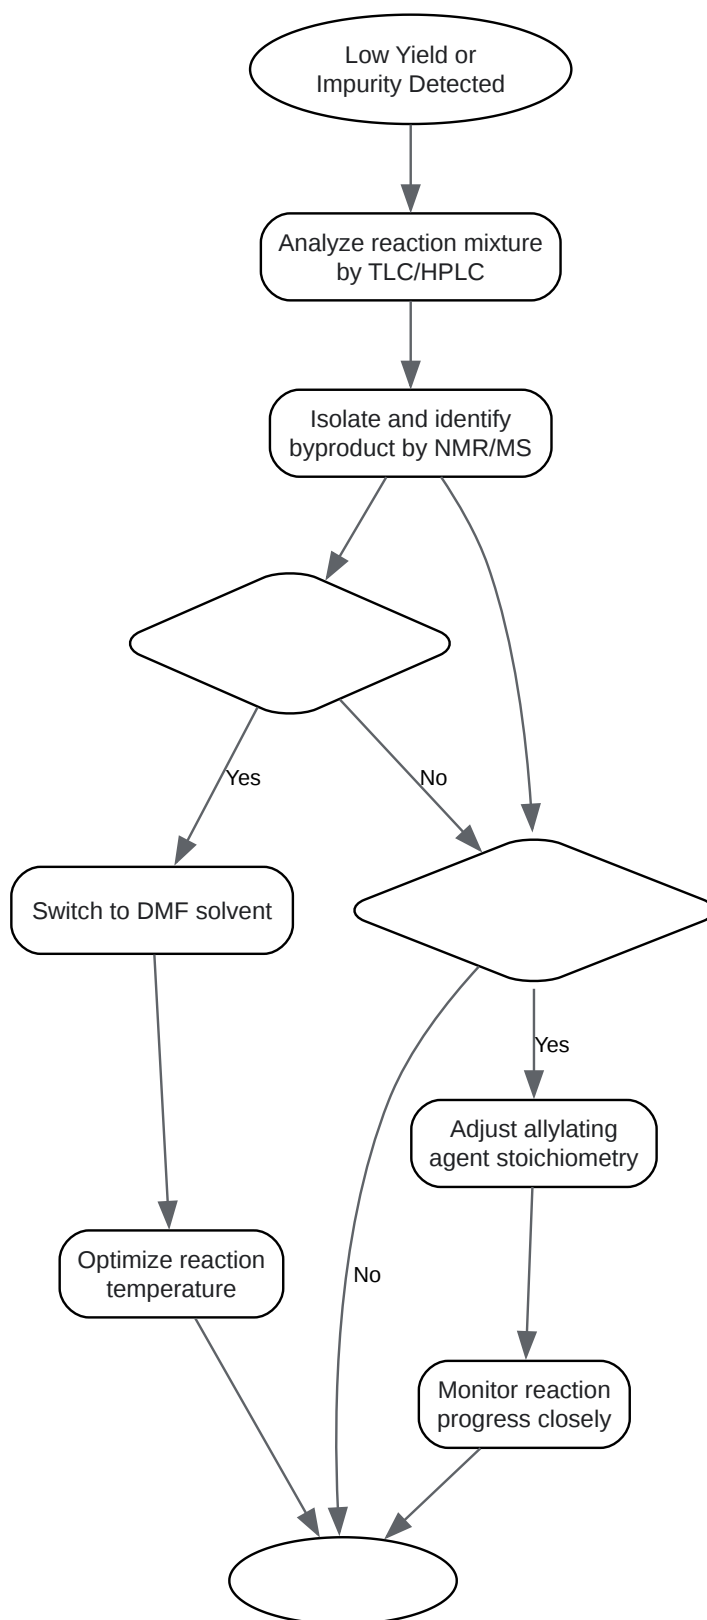 Low Yield or
Impurity Detected
Analyze reaction mixture
by TLC/HPLC
Isolate and identify
byproduct by NMR/MS
Yes
No
Switch to DMF solvent
Yes
Adjust allylating
agent stoichiometry
Optimize reaction
temperature
No
Monitor reaction
progress closely